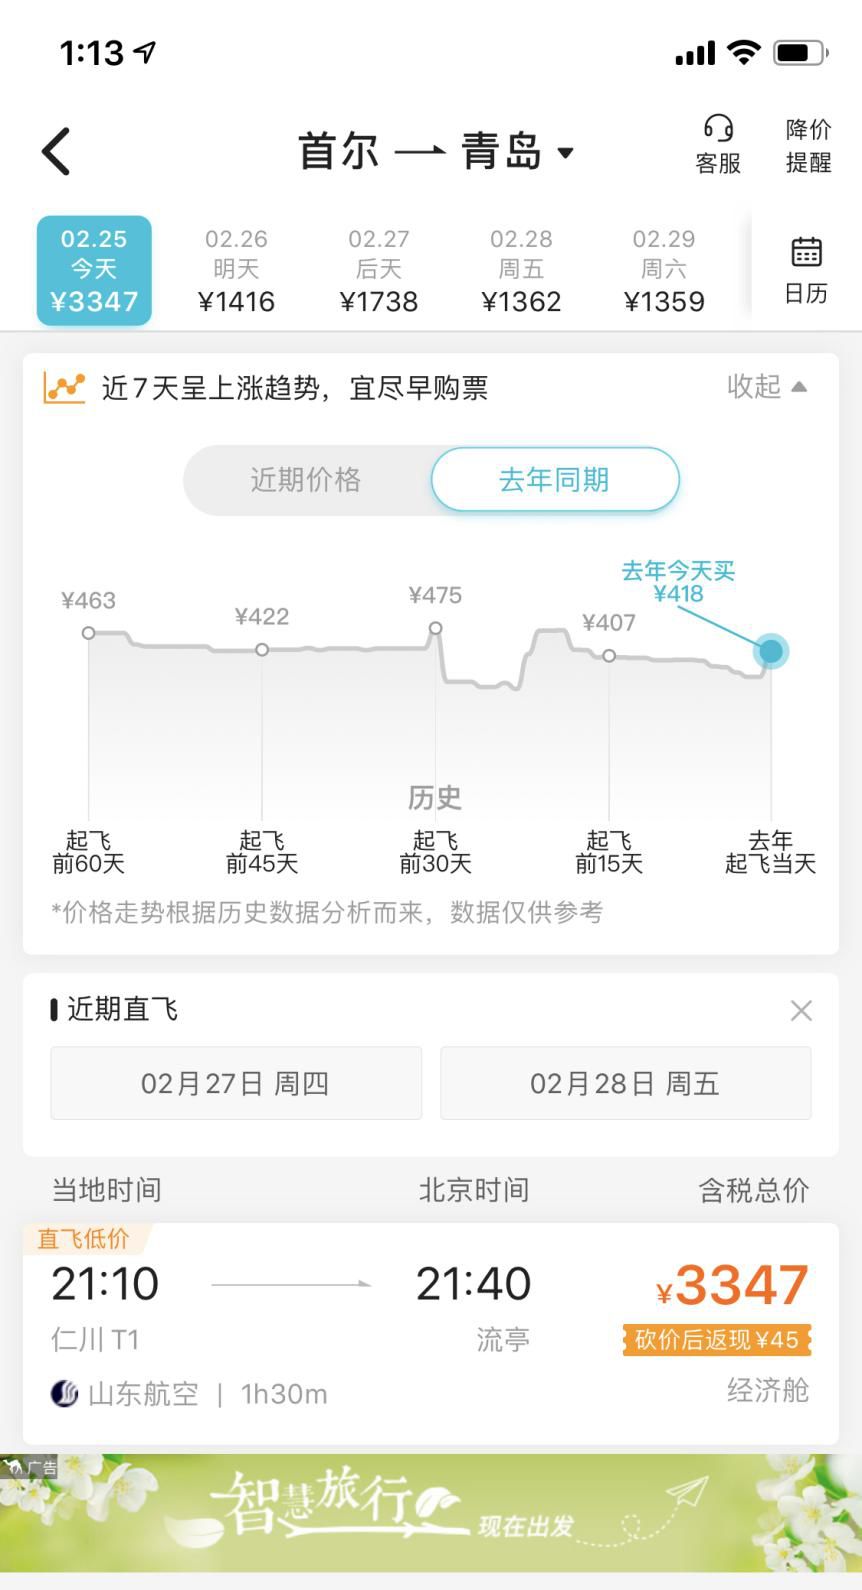 1:13
首尔 → 青岛
客服
降价
提醒
02.25
今天
¥3347
02.26
明天
¥1416
02.27
后天
¥1738
02.28
周五
¥1362
02.29
周六
¥1359
日历
近7天呈上涨趋势，宜尽早购票
收起
近期价格
去年同期
去年今天买
¥418
¥463
¥422
¥475
¥407
历史
起飞
前60天
起飞
前45天
起飞
前30天
起飞
前15天
去年
起飞当天
*价格走势根据历史数据分析而来，数据仅供参考
近期直飞
02月27日 周四
02月28日 周五
当地时间 北京时间 含税总价
直飞低价
21:10 21:40 ¥3347
仁川 T1 流亭 砍价后返现 ¥45
山东航空 | 1h30m 经济舱
广告
智慧旅行
现在出发